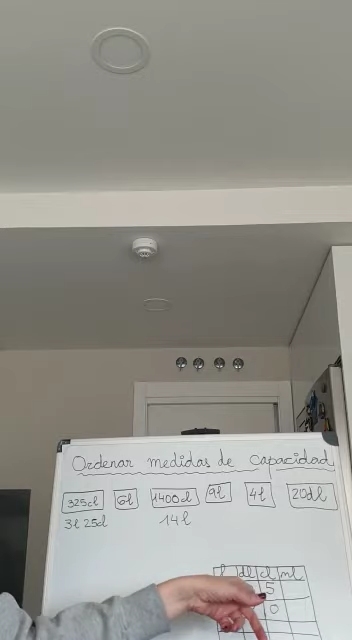 Ordenar medidas de capacidad
325cl 6l 1400cl 9l 4l 20dl
3l 25cl 14l
l dl cl ml
5
0